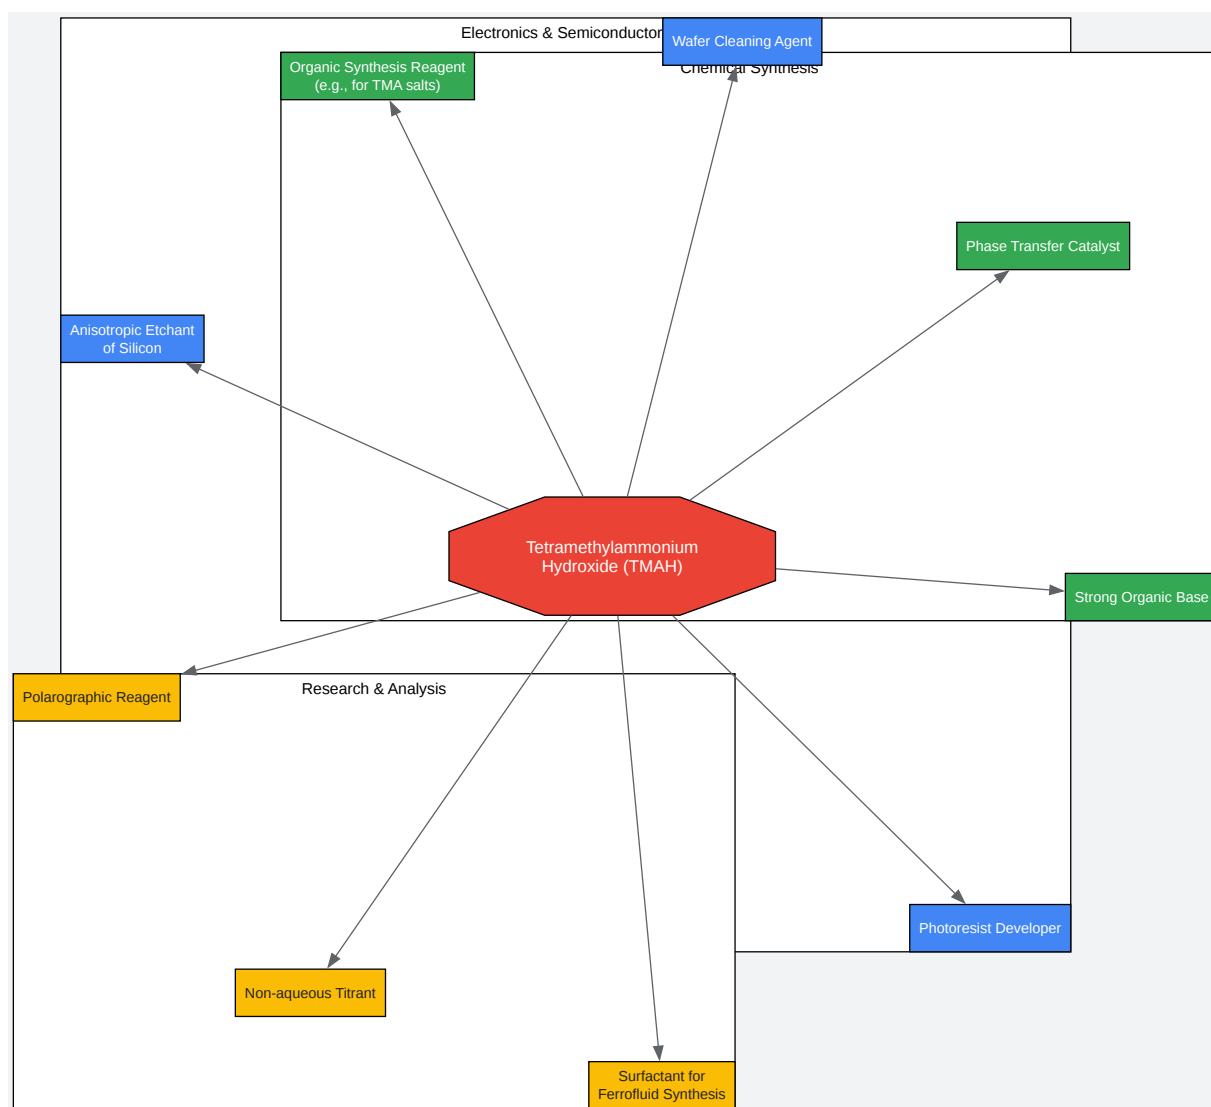 Electronics & Semiconductor
Wafer Cleaning Agent
Chemical Synthesis
Organic Synthesis Reagent
(e.g., for TMA salts)
Phase Transfer Catalyst
Anisotropic Etchant
of Silicon
Tetramethylammonium
Hydroxide (TMAH)
Strong Organic Base
Research & Analysis
Polarographic Reagent
Photoresist Developer
Non-aqueous Titrant
Surfactant for
Ferrofluid Synthesis